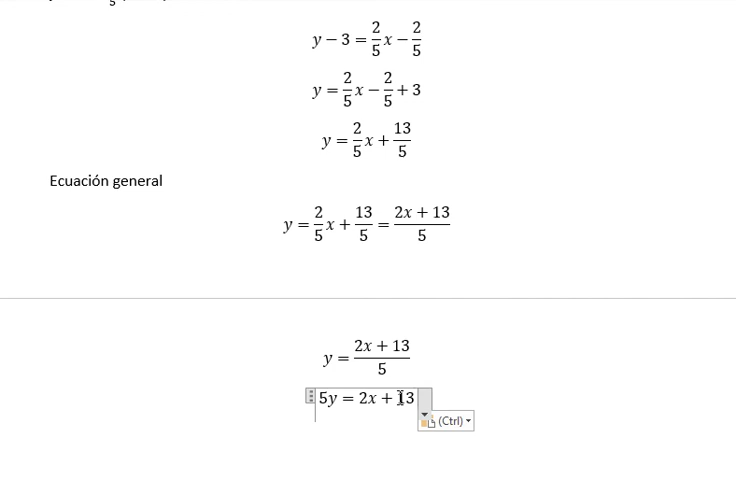 y − 3 = 2/5 x − 2/5
y = 2/5 x − 2/5 + 3
y = 2/5 x + 13/5
Ecuación general
y = 2/5 x + 13/5 = (2x + 13)/5
y = (2x + 13)/5
5y = 2x + 13
(Ctrl)